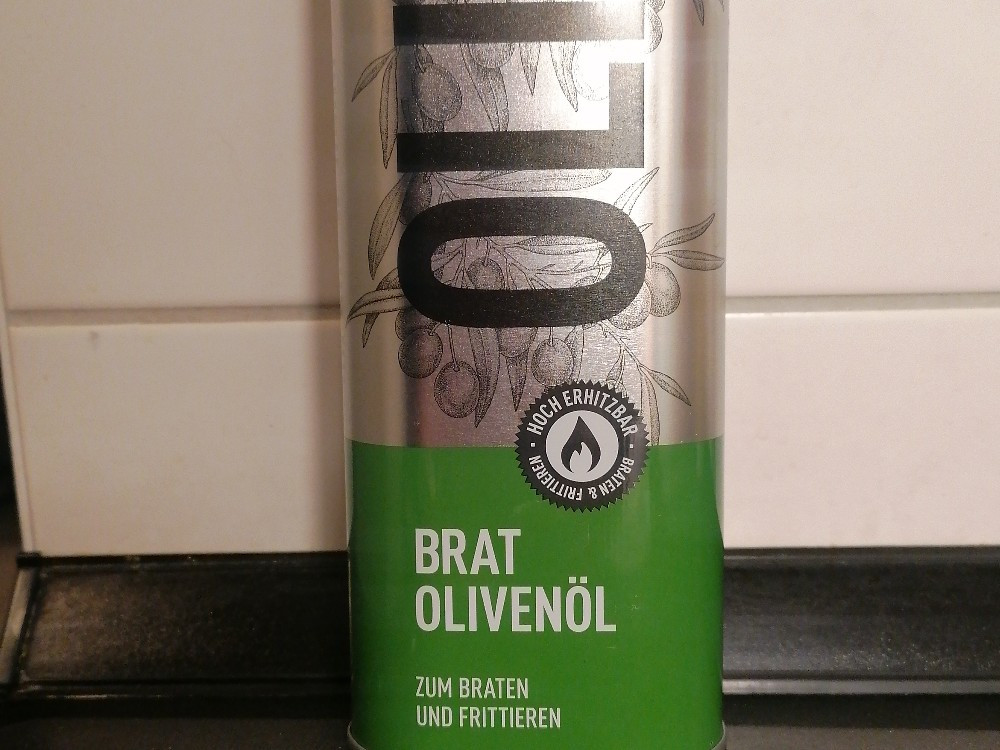 OLI
HOCH ERHITZBAR
BRATEN & FRITTIEREN
BRAT
OLIVENÖL
ZUM BRATEN
UND FRITTIEREN